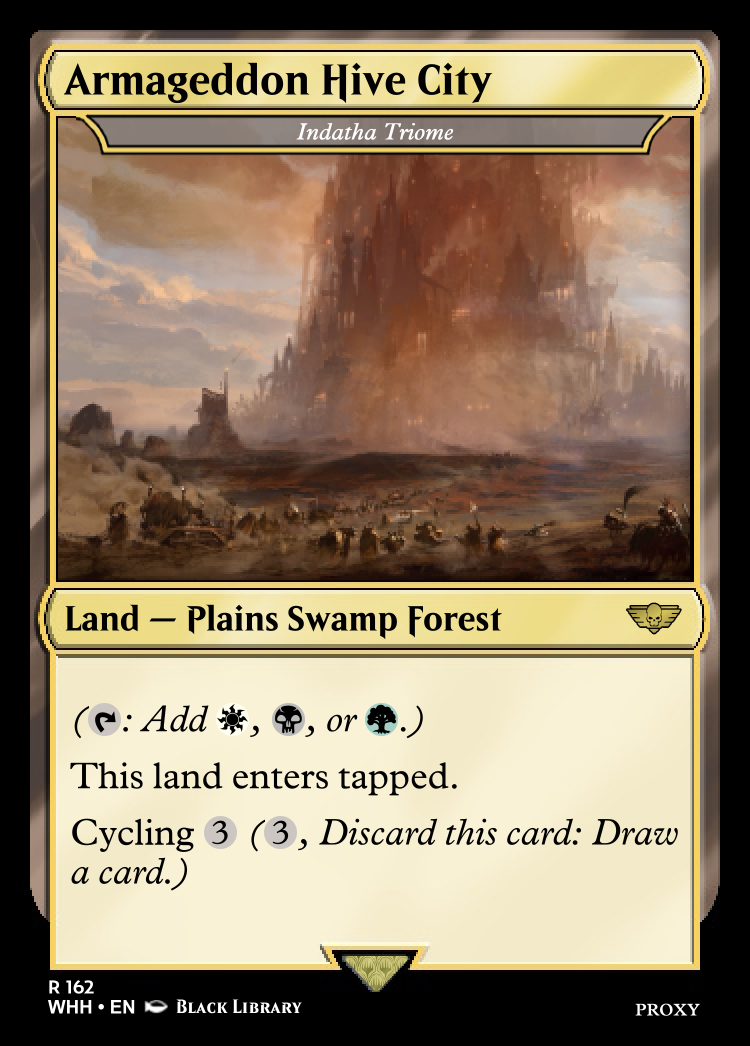 Armageddon Hive City
Indatha Triome
Land — Plains Swamp Forest
(: Add , , or .)
This land enters tapped.
Cycling 3 (3, Discard this card: Draw
a card.)
R 162
WHH • EN Black Library
PROXY